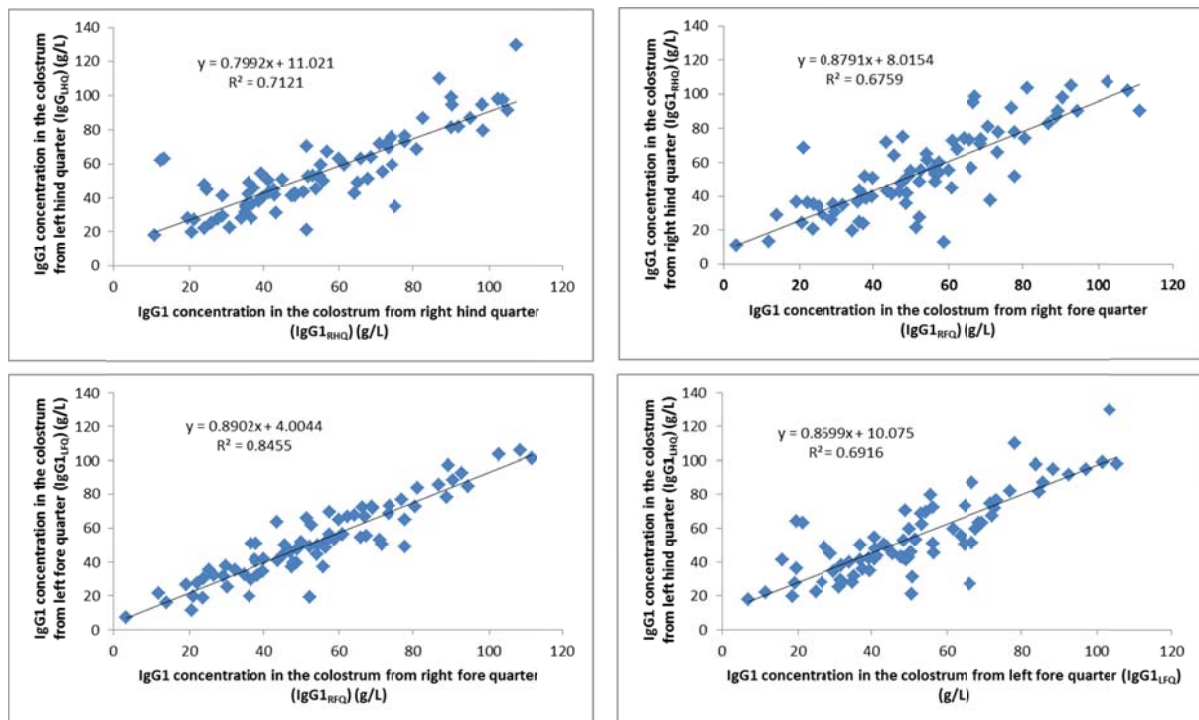 IgG1 concentration in the colostrum
from left hind quarter (IgG_LHQ) (g/L)
140
120
100
80
60
40
20
0
y = 0.7992x + 11.021
R² = 0.7121
0 20 40 60 80 100 120
IgG1 concentration in the colostrum from right hind quarter
(IgG1_RHQ) (g/L)
IgG1 concentration in the colostrum
from right hind quarter (IgG1_RHQ) (g/L)
140
120
100
80
60
40
20
0
y = 0.8791x + 8.0154
R² = 0.6759
0 20 40 60 80 100 120
IgG1 concentration in the colostrum from right fore quarter
(IgG1_RFQ) (g/L)
IgG1 concentration in the colostrum
from left fore quarter (IgG1_LFQ) (g/L)
140
120
100
80
60
40
20
0
y = 0.8902x + 4.0044
R² = 0.8455
0 20 40 60 80 100 120
IgG1 concentration in the colostrum from right fore quarter
(IgG1_RFQ) (g/L)
IgG1 concentration in the colostrum
from left hind quarter (IgG1_LHQ) (g/L)
140
120
100
80
60
40
20
0
y = 0.8699x + 10.075
R² = 0.6916
0 20 40 60 80 100 120
IgG1 concentration in the colostrum from left fore quarter (IgG1_LFQ)
(g/L)